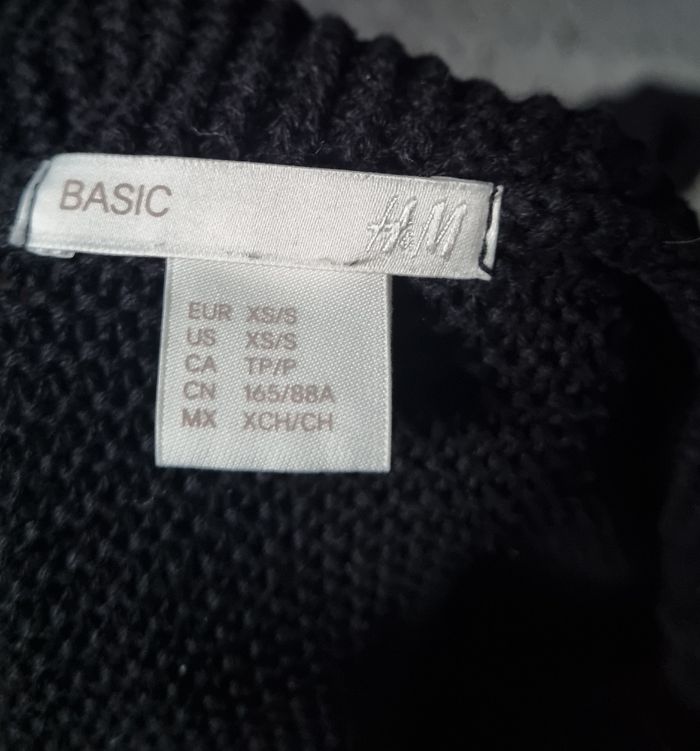 BASIC H&M
EUR XS/S
US XS/S
CA TP/P
CN 165/88A
MX XCH/CH